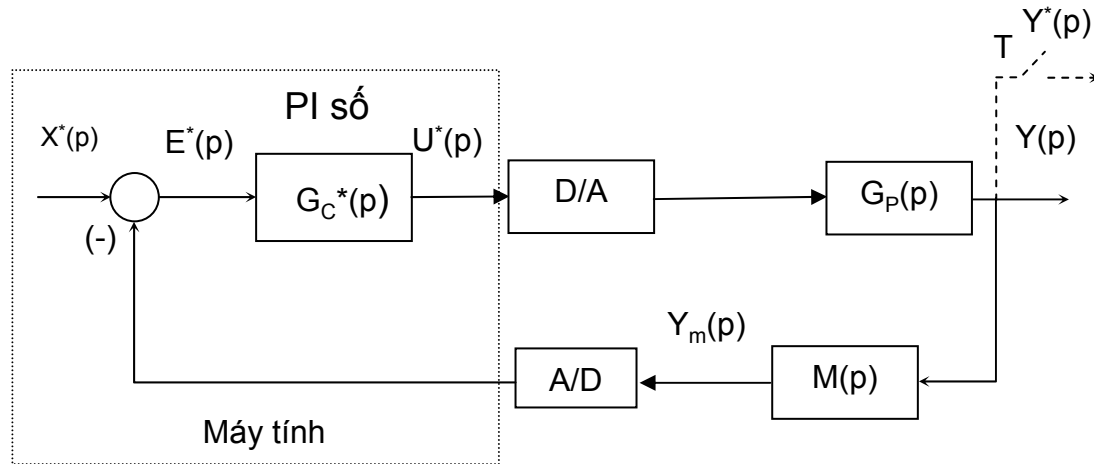 T
Y*(p)
PI số
X*(p)
E*(p)
U*(p)
Y(p)
G_C*(p)
D/A
G_P(p)
(-)
Y_m(p)
A/D
M(p)
Máy tính